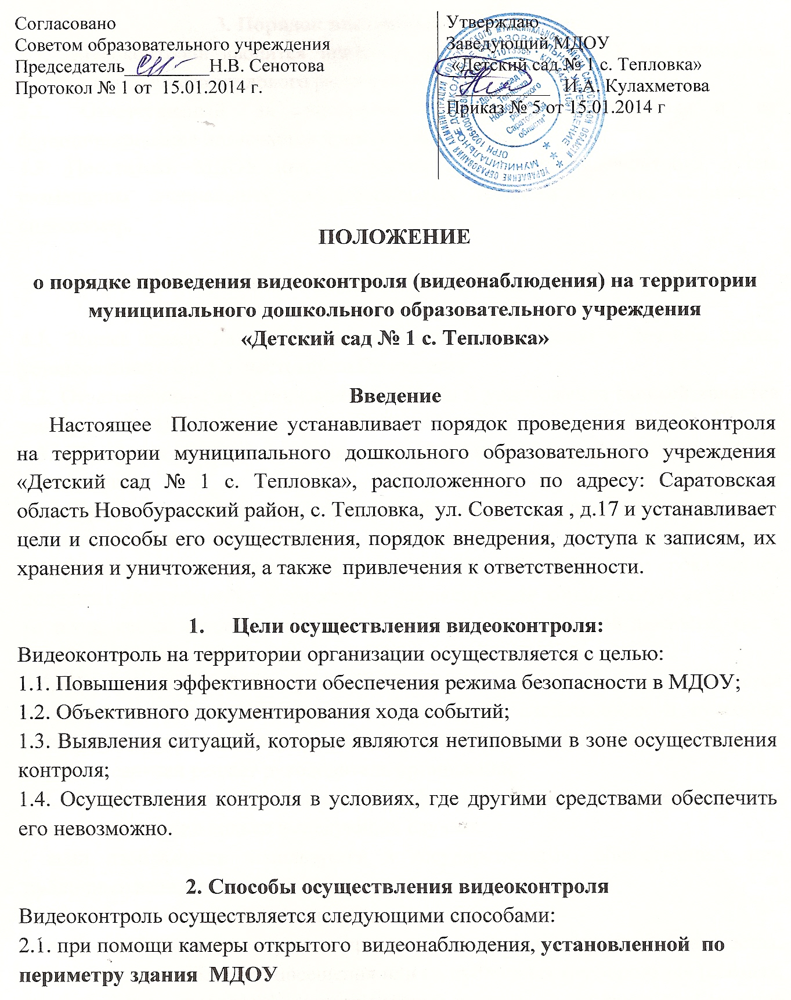 Согласовано
Советом образовательного учреждения
Председатель__________Н.В. Сенотова
Протокол № 1 от 15.01.2014 г.
Утверждаю
Заведующий МДОУ
«Детский сад № 1 с. Тепловка»
___________ И.А. Кулахметова
Приказ № 5 от 15.01.2014 г
ПОЛОЖЕНИЕ
о порядке проведения видеоконтроля (видеонаблюдения) на территории
муниципального дошкольного образовательного учреждения
«Детский сад № 1 с. Тепловка»
Введение
Настоящее Положение устанавливает порядок проведения видеоконтроля
на территории муниципального дошкольного образовательного учреждения
«Детский сад № 1 с. Тепловка», расположенного по адресу: Саратовская
область Новобурасский район, с. Тепловка, ул. Советская , д.17 и устанавливает
цели и способы его осуществления, порядок внедрения, доступа к записям, их
хранения и уничтожения, а также привлечения к ответственности.
1. Цели осуществления видеоконтроля:
Видеоконтроль на территории организации осуществляется с целью:
1.1. Повышения эффективности обеспечения режима безопасности в МДОУ;
1.2. Объективного документирования хода событий;
1.3. Выявления ситуаций, которые являются нетиповыми в зоне осуществления
контроля;
1.4. Осуществления контроля в условиях, где другими средствами обеспечить
его невозможно.
2. Способы осуществления видеоконтроля
Видеоконтроль осуществляется следующими способами:
2.1. при помощи камеры открытого видеонаблюдения, установленной по
периметру здания МДОУ